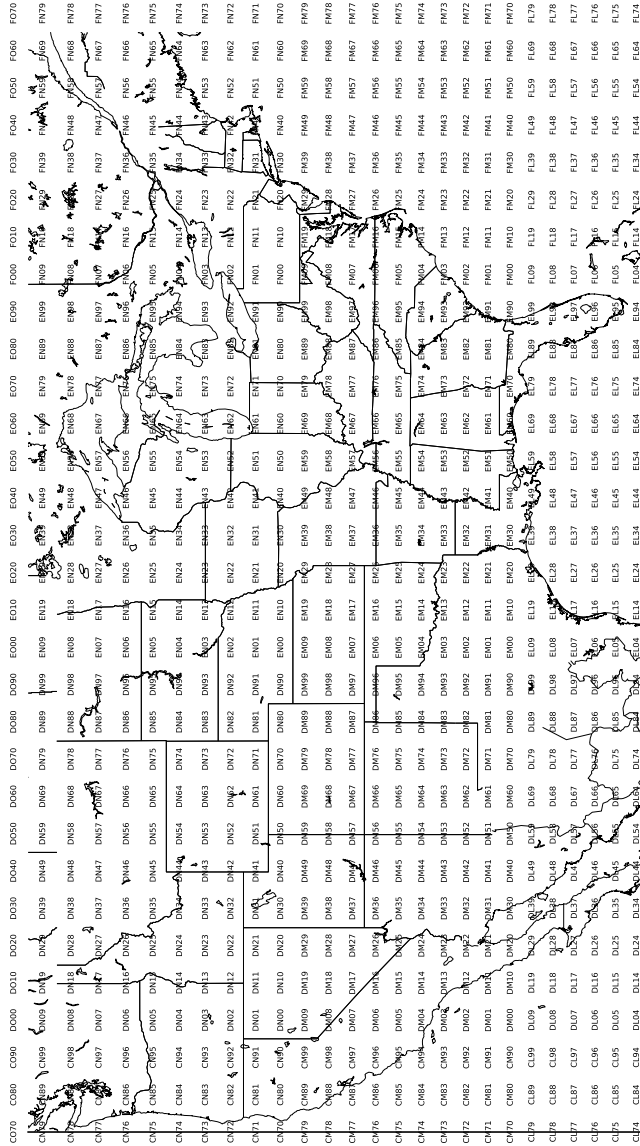 CO70 CO80 CO90 DO00 DO10 DO20 DO30 DO40 DO50 DO60 DO70 DO80 DO90 EO00 EO10 EO20 EO30 EO40 EO50 EO60 EO70 EO80 EO90 FO00 FO10 FO20 FO30 FO40 FO50 FO60 FO70
CN79 CN89 CN99 DN09 DN19 DN29 DN39 DN49 DN59 DN69 DN79 DN89 DN99 EN09 EN19 EN29 EN39 EN49 EN59 EN69 EN79 EN89 EN99 FN09 FN19 FN29 FN39 FN49 FN59 FN69 FN79
CN78 CN88 CN98 DN08 DN18 DN28 DN38 DN48 DN58 DN68 DN78 DN88 DN98 EN08 EN18 EN28 EN38 EN48 EN58 EN68 EN78 EN88 EN98 FN08 FN18 FN28 FN38 FN48 FN58 FN68 FN78
CN77 CN87 CN97 DN07 DN17 DN27 DN37 DN47 DN57 DN67 DN77 DN87 DN97 EN07 EN17 EN27 EN37 EN47 EN57 EN67 EN77 EN87 EN97 FN07 FN17 FN27 FN37 FN47 FN57 FN67 FN77
CN76 CN86 CN96 DN06 DN16 DN26 DN36 DN46 DN56 DN66 DN76 DN86 DN96 EN06 EN16 EN26 EN36 EN46 EN56 EN66 EN76 EN86 EN96 FN06 FN16 FN26 FN36 FN46 FN56 FN66 FN76
CN75 CN85 CN95 DN05 DN15 DN25 DN35 DN45 DN55 DN65 DN75 DN85 DN95 EN05 EN15 EN25 EN35 EN45 EN55 EN65 EN75 EN85 EN95 FN05 FN15 FN25 FN35 FN45 FN55 FN65 FN75
CN74 CN84 CN94 DN04 DN14 DN24 DN34 DN44 DN54 DN64 DN74 DN84 DN94 EN04 EN14 EN24 EN34 EN44 EN54 EN64 EN74 EN84 EN94 FN04 FN14 FN24 FN34 FN44 FN54 FN64 FN74
CN73 CN83 CN93 DN03 DN13 DN23 DN33 DN43 DN53 DN63 DN73 DN83 DN93 EN03 EN13 EN23 EN33 EN43 EN53 EN63 EN73 EN83 EN93 FN03 FN13 FN23 FN33 FN43 FN53 FN63 FN73
CN72 CN82 CN92 DN02 DN12 DN22 DN32 DN42 DN52 DN62 DN72 DN82 DN92 EN02 EN12 EN22 EN32 EN42 EN52 EN62 EN72 EN82 EN92 FN02 FN12 FN22 FN32 FN42 FN52 FN62 FN72
CN71 CN81 CN91 DN01 DN11 DN21 DN31 DN41 DN51 DN61 DN71 DN81 DN91 EN01 EN11 EN21 EN31 EN41 EN51 EN61 EN71 EN81 EN91 FN01 FN11 FN21 FN31 FN41 FN51 FN61 FN71
CN70 CN80 CN90 DN00 DN10 DN20 DN30 DN40 DN50 DN60 DN70 DN80 DN90 EN00 EN10 EN20 EN30 EN40 EN50 EN60 EN70 EN80 EN90 FN00 FN10 FN20 FN30 FN40 FN50 FN60 FN70
CM79 CM89 CM99 DM09 DM19 DM29 DM39 DM49 DM59 DM69 DM79 DM89 DM99 EM09 EM19 EM29 EM39 EM49 EM59 EM69 EM79 EM89 EM99 FM09 FM19 FM29 FM39 FM49 FM59 FM69 FM79
CM78 CM88 CM98 DM08 DM18 DM28 DM38 DM48 DM58 DM68 DM78 DM88 DM98 EM08 EM18 EM28 EM38 EM48 EM58 EM68 EM78 EM88 EM98 FM08 FM18 FM28 FM38 FM48 FM58 FM68 FM78
CM77 CM87 CM97 DM07 DM17 DM27 DM37 DM47 DM57 DM67 DM77 DM87 DM97 EM07 EM17 EM27 EM37 EM47 EM57 EM67 EM77 EM87 EM97 FM07 FM17 FM27 FM37 FM47 FM57 FM67 FM77
CM76 CM86 CM96 DM06 DM16 DM26 DM36 DM46 DM56 DM66 DM76 DM86 DM96 EM06 EM16 EM26 EM36 EM46 EM56 EM66 EM76 EM86 EM96 FM06 FM16 FM26 FM36 FM46 FM56 FM66 FM76
CM75 CM85 CM95 DM05 DM15 DM25 DM35 DM45 DM55 DM65 DM75 DM85 DM95 EM05 EM15 EM25 EM35 EM45 EM55 EM65 EM75 EM85 EM95 FM05 FM15 FM25 FM35 FM45 FM55 FM65 FM75
CM74 CM84 CM94 DM04 DM14 DM24 DM34 DM44 DM54 DM64 DM74 DM84 DM94 EM04 EM14 EM24 EM34 EM44 EM54 EM64 EM74 EM84 EM94 FM04 FM14 FM24 FM34 FM44 FM54 FM64 FM74
CM73 CM83 CM93 DM03 DM13 DM23 DM33 DM43 DM53 DM63 DM73 DM83 DM93 EM03 EM13 EM23 EM33 EM43 EM53 EM63 EM73 EM83 EM93 FM03 FM13 FM23 FM33 FM43 FM53 FM63 FM73
CM72 CM82 CM92 DM02 DM12 DM22 DM32 DM42 DM52 DM62 DM72 DM82 DM92 EM02 EM12 EM22 EM32 EM42 EM52 EM62 EM72 EM82 EM92 FM02 FM12 FM22 FM32 FM42 FM52 FM62 FM72
CM71 CM81 CM91 DM01 DM11 DM21 DM31 DM41 DM51 DM61 DM71 DM81 DM91 EM01 EM11 EM21 EM31 EM41 EM51 EM61 EM71 EM81 EM91 FM01 FM11 FM21 FM31 FM41 FM51 FM61 FM71
CM70 CM80 CM90 DM00 DM10 DM20 DM30 DM40 DM50 DM60 DM70 DM80 DM90 EM00 EM10 EM20 EM30 EM40 EM50 EM60 EM70 EM80 EM90 FM00 FM10 FM20 FM30 FM40 FM50 FM60 FM70
CL79 CL89 CL99 DL09 DL19 DL29 DL39 DL49 DL59 DL69 DL79 DL89 DL99 EL09 EL19 EL29 EL39 EL49 EL59 EL69 EL79 EL89 EL99 FL09 FL19 FL29 FL39 FL49 FL59 FL69 FL79
CL78 CL88 CL98 DL08 DL18 DL28 DL38 DL48 DL58 DL68 DL78 DL88 DL98 EL08 EL18 EL28 EL38 EL48 EL58 EL68 EL78 EL88 EL98 FL08 FL18 FL28 FL38 FL48 FL58 FL68 FL78
CL77 CL87 CL97 DL07 DL17 DL27 DL37 DL47 DL57 DL67 DL77 DL87 DL97 EL07 EL17 EL27 EL37 EL47 EL57 EL67 EL77 EL87 EL97 FL07 FL17 FL27 FL37 FL47 FL57 FL67 FL77
CL76 CL86 CL96 DL06 DL16 DL26 DL36 DL46 DL56 DL66 DL76 DL86 DL96 EL06 EL16 EL26 EL36 EL46 EL56 EL66 EL76 EL86 EL96 FL06 FL16 FL26 FL36 FL46 FL56 FL66 FL76
CL75 CL85 CL95 DL05 DL15 DL25 DL35 DL45 DL55 DL65 DL75 DL85 DL95 EL05 EL15 EL25 EL35 EL45 EL55 EL65 EL75 EL85 EL95 FL05 FL15 FL25 FL35 FL45 FL55 FL65 FL75
CL74 CL84 CL94 DL04 DL14 DL24 DL34 DL44 DL54 DL64 DL74 DL84 DL94 EL04 EL14 EL24 EL34 EL44 EL54 EL64 EL74 EL84 EL94 FL04 FL14 FL24 FL34 FL44 FL54 FL64 FL74